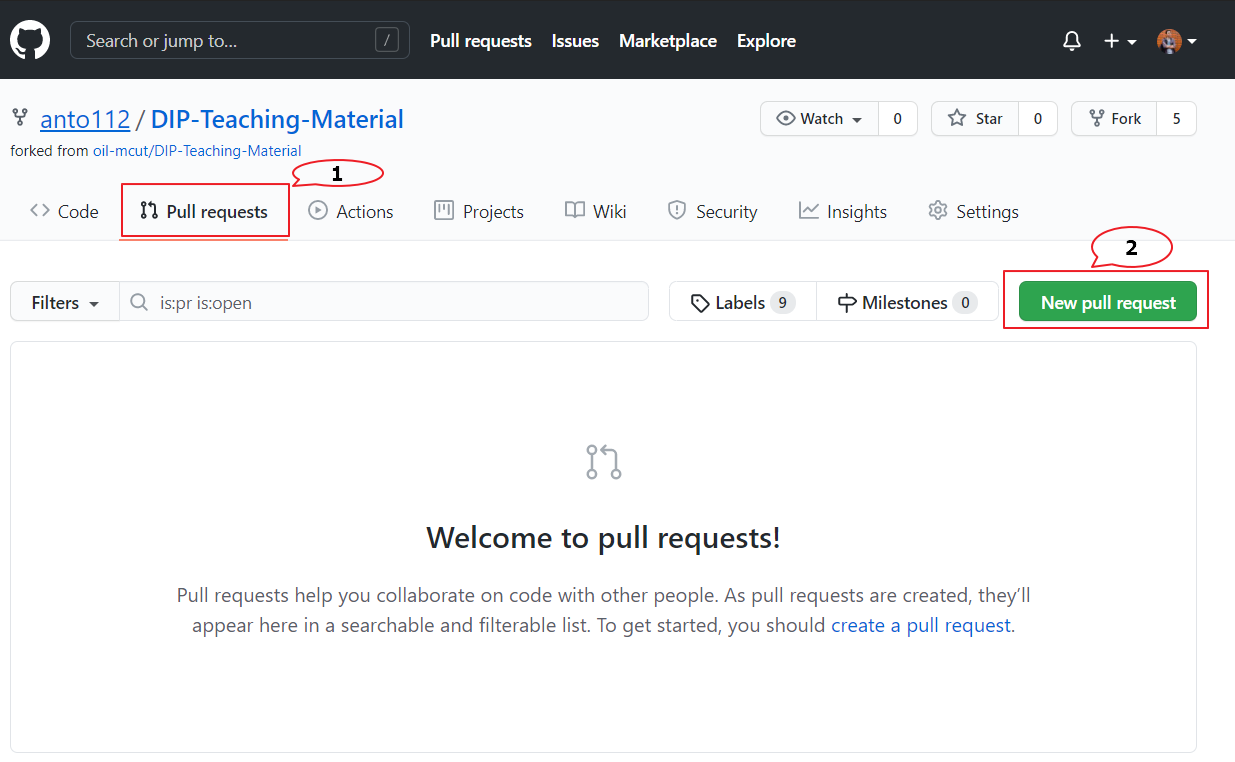 Search or jump to... / Pull requests Issues Marketplace Explore
anto112 / DIP-Teaching-Material Watch 0 Star 0 Fork 5
forked from oil-mcut/DIP-Teaching-Material
1
Code Pull requests Actions Projects Wiki Security Insights Settings
2
Filters is:pr is:open Labels 9 Milestones 0 New pull request
Welcome to pull requests!
Pull requests help you collaborate on code with other people. As pull requests are created, they’ll
appear here in a searchable and filterable list. To get started, you should create a pull request.